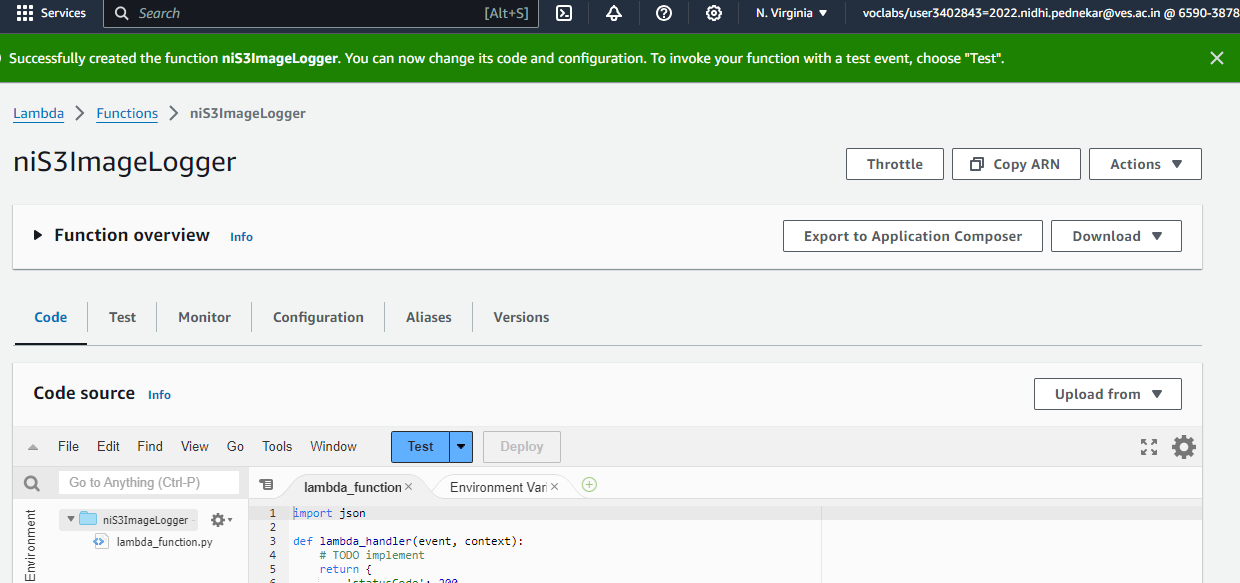 Services Search [Alt+S] N. Virginia voclabs/user3402843=2022.nidhi.pednekar@ves.ac.in @ 6590-3878
Successfully created the function niS3ImageLogger. You can now change its code and configuration. To invoke your function with a test event, choose "Test".
Lambda Functions niS3ImageLogger
niS3ImageLogger Throttle Copy ARN Actions
Function overview Info Export to Application Composer Download
Code Test Monitor Configuration Aliases Versions
Code source Info Upload from
File Edit Find View Go Tools Window Test Deploy
Go to Anything (Ctrl-P) lambda_function Environment Var
niS3ImageLogger
lambda_function.py
Environment
1 import json
2
3 def lambda_handler(event, context):
4 # TODO implement
5 return {
6 'statusCode': 200